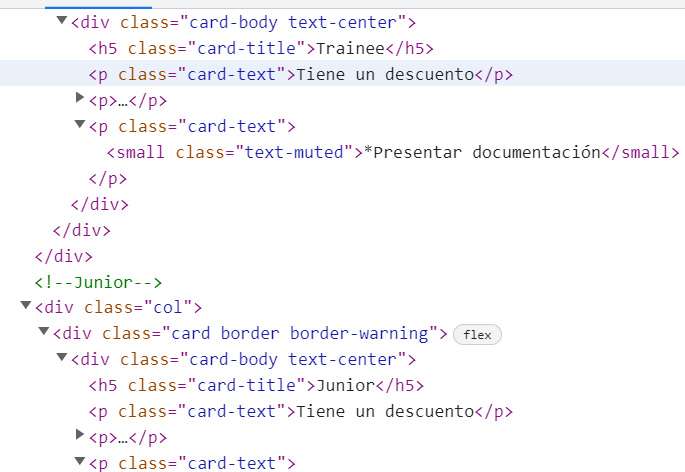 <div class="card-body text-center">
<h5 class="card-title">Trainee</h5>
<p class="card-text">Tiene un descuento</p>
<p>…</p>
<p class="card-text">
<small class="text-muted">*Presentar documentación</small>
</p>
</div>
</div>
</div>
<!--Junior-->
<div class="col">
<div class="card border border-warning"> flex
<div class="card-body text-center">
<h5 class="card-title">Junior</h5>
<p class="card-text">Tiene un descuento</p>
<p>…</p>
<p class="card-text">